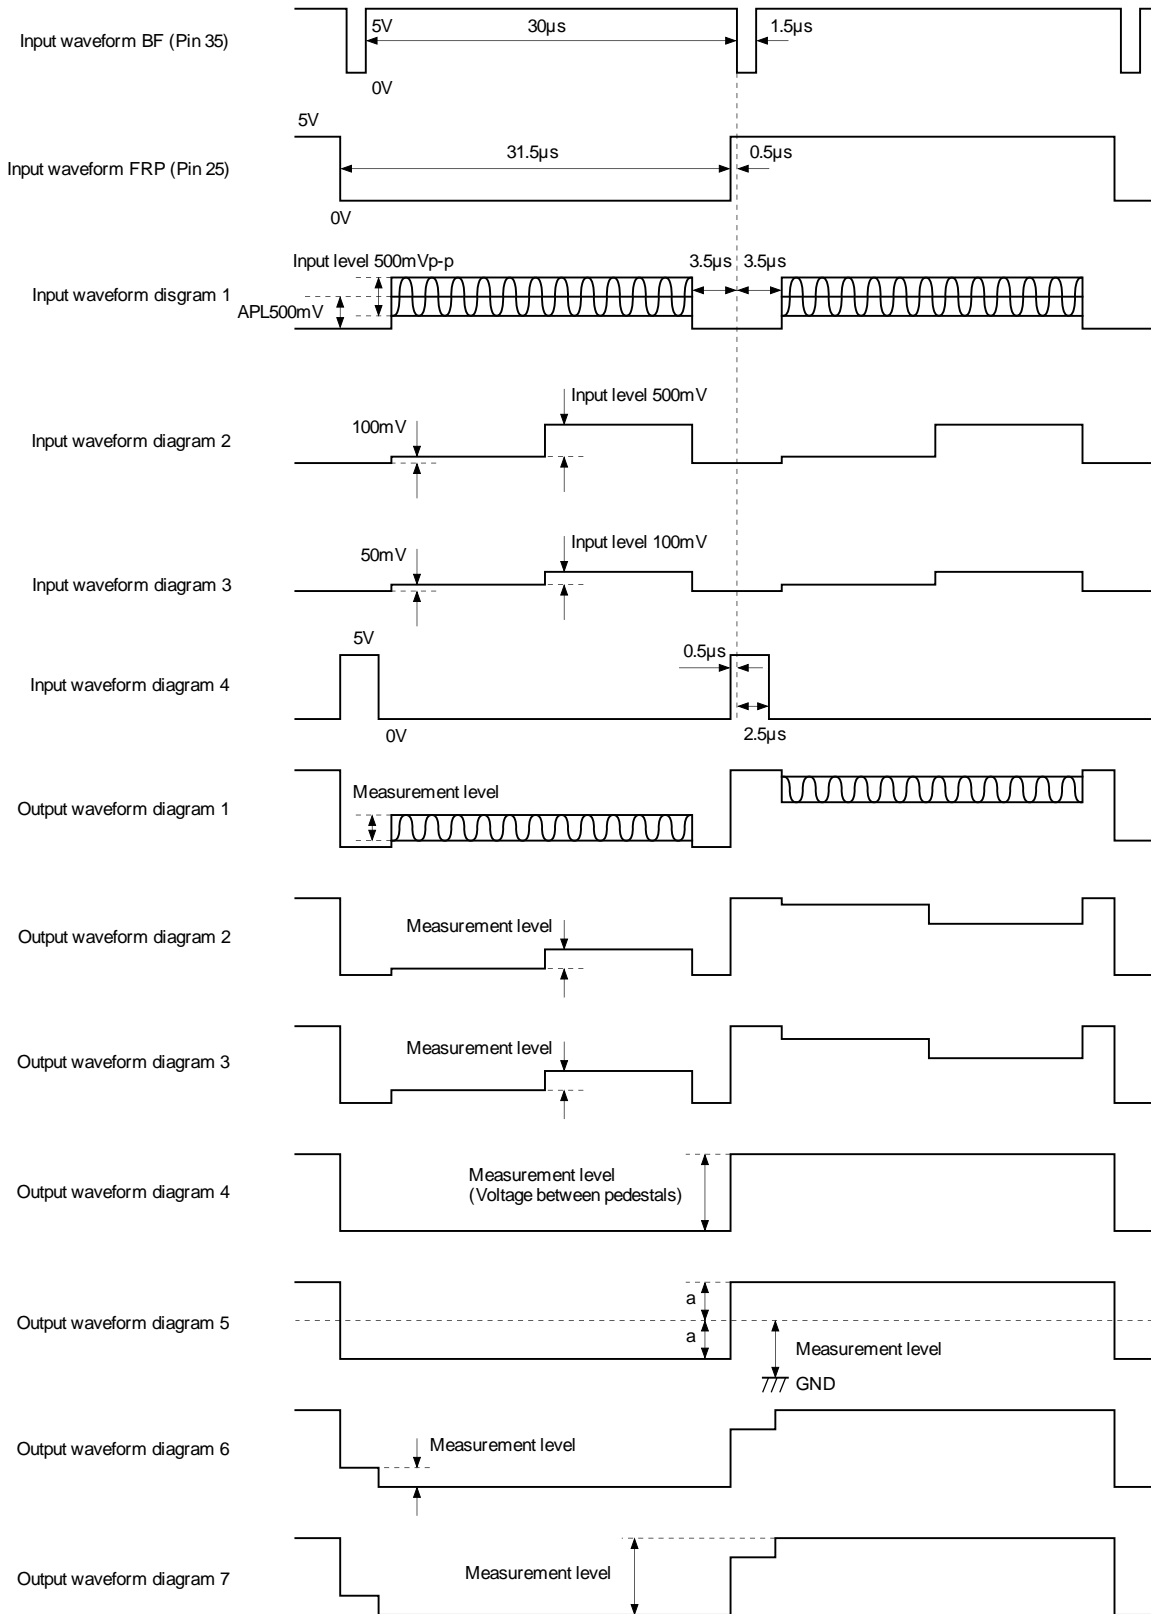 Input waveform BF (Pin 35)
5V
30µs
1.5µs
0V
5V
Input waveform FRP (Pin 25)
31.5µs
0.5µs
0V
Input level 500mVp-p
3.5µs
3.5µs
Input waveform disgram 1
APL500mV
Input level 500mV
100mV
Input waveform diagram 2
Input level 100mV
50mV
Input waveform diagram 3
5V
0.5µs
Input waveform diagram 4
0V
2.5µs
Measurement level
Output waveform diagram 1
Measurement level
Output waveform diagram 2
Measurement level
Output waveform diagram 3
Measurement level
(Voltage between pedestals)
Output waveform diagram 4
a
Output waveform diagram 5
a
Measurement level
GND
Measurement level
Output waveform diagram 6
Measurement level
Output waveform diagram 7